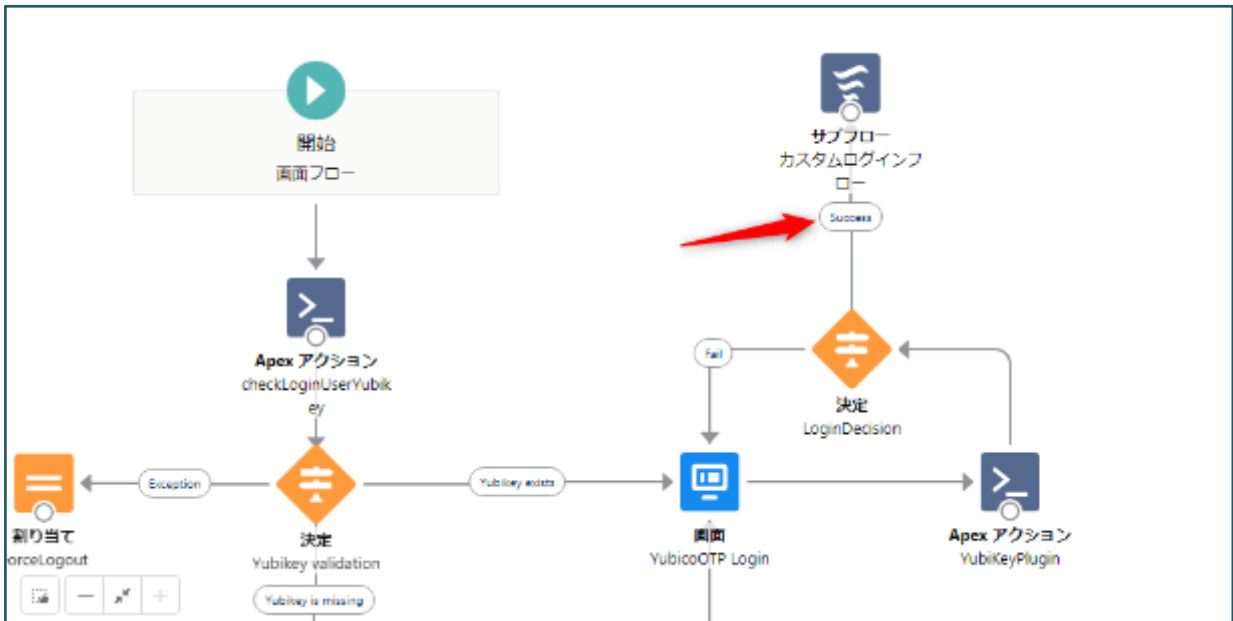 開始
画面フロー
サブフロー
カスタムログインフ
ロー
Success
Apex アクション
checkLoginUserYubik
ey
Fail
決定
LoginDecision
Exception
Yubikey exists
割り当て
orceLogout
決定
Yubikey validation
画面
YubicoOTP Login
Apex アクション
YubiKeyPlugin
Yubikey is missing